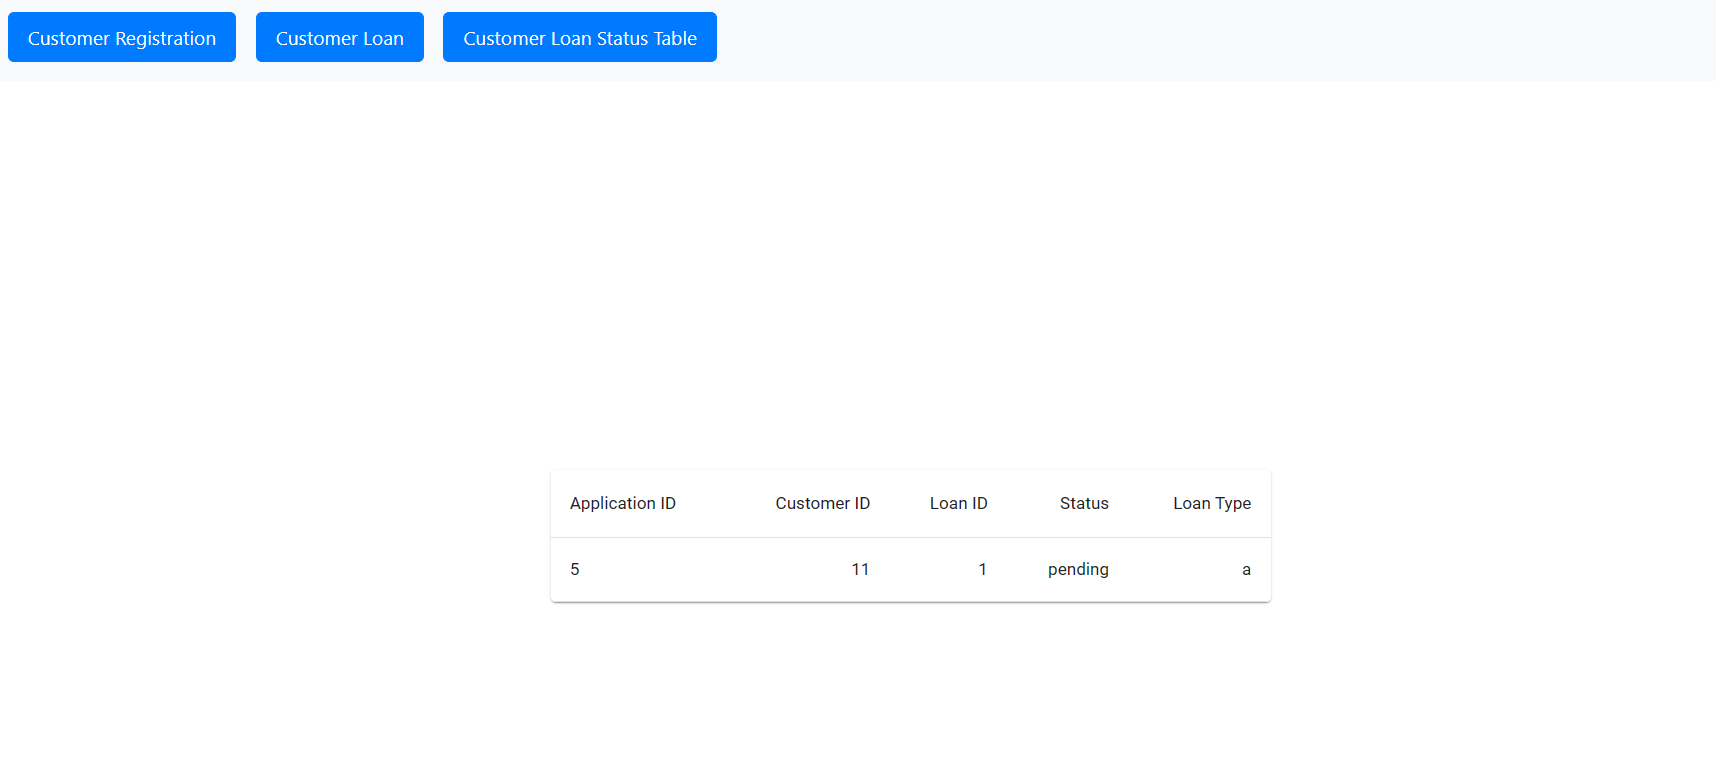 Customer Registration Customer Loan Customer Loan Status Table
Application ID Customer ID Loan ID Status Loan Type
5 11 1 pending a